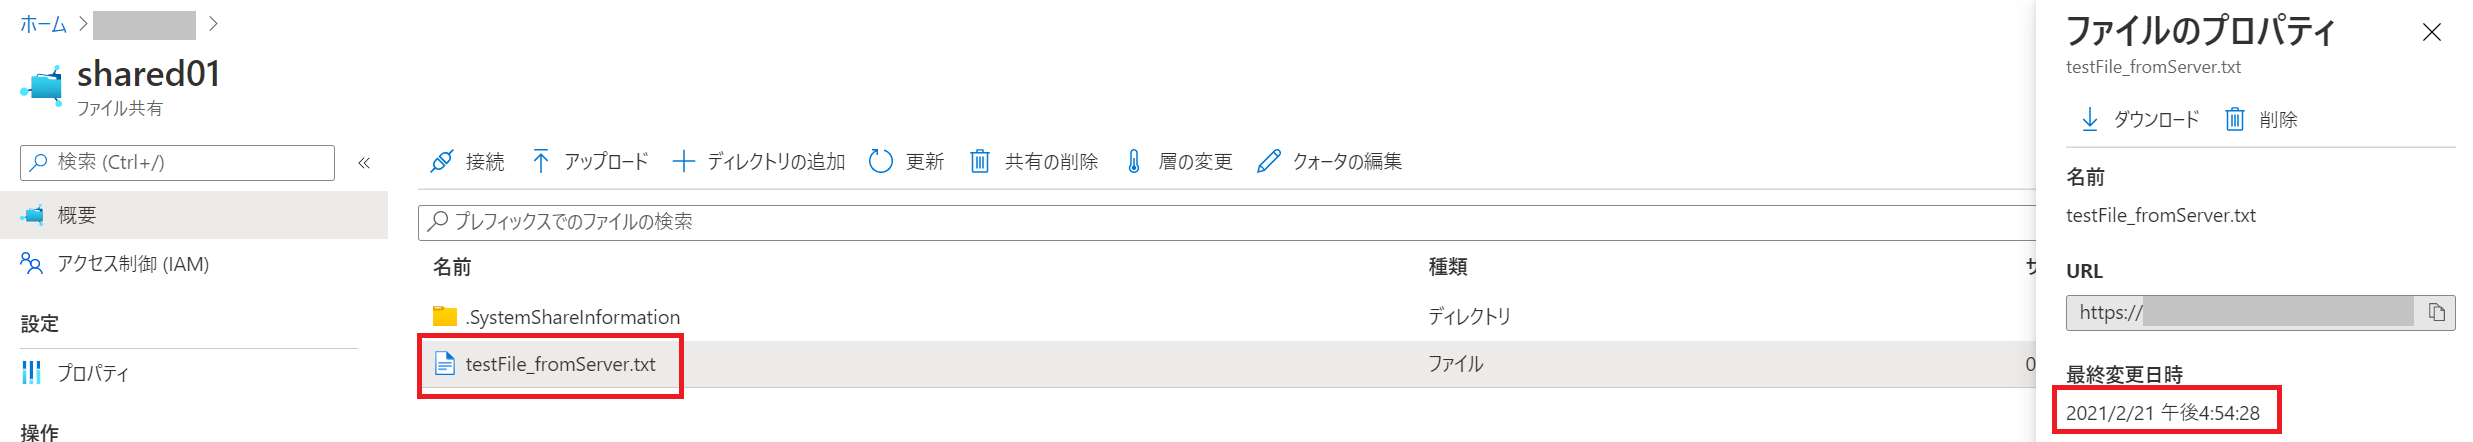 ホーム
shared01
ファイル共有
検索 (Ctrl+/)
概要
アクセス制御 (IAM)
設定
プロパティ
操作
接続 アップロード ディレクトリの追加 更新 共有の削除 層の変更 クォータの編集
プレフィックスでのファイルの検索
名前 種類 サ
.SystemShareInformation ディレクトリ
testFile_fromServer.txt ファイル 0
ファイルのプロパティ
testFile_fromServer.txt
ダウンロード 削除
名前
testFile_fromServer.txt
URL
https://
最終変更日時
2021/2/21 午後4:54:28